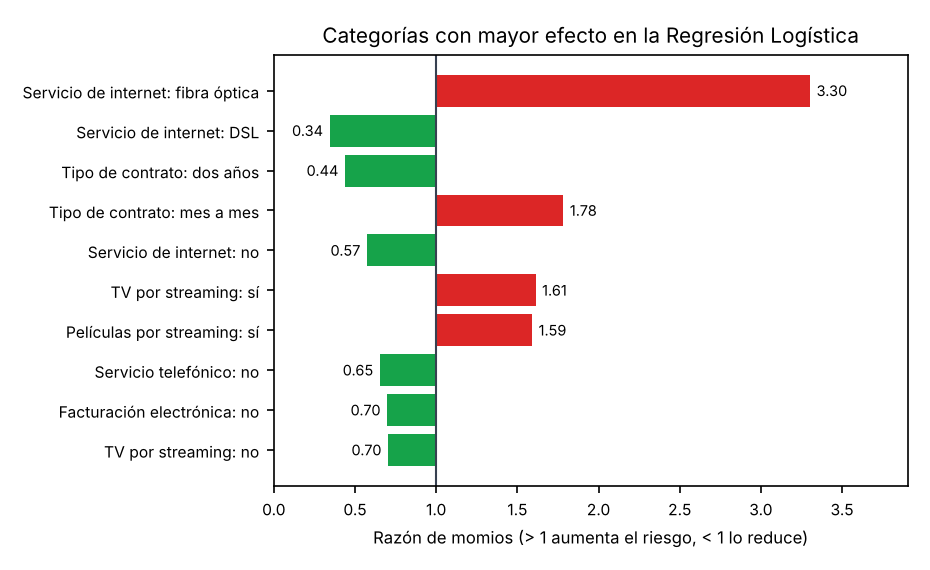 Categorías con mayor efecto en la Regresión Logística
Servicio de internet: fibra óptica
3.30
Servicio de internet: DSL
0.34
Tipo de contrato: dos años
0.44
Tipo de contrato: mes a mes
1.78
Servicio de internet: no
0.57
TV por streaming: sí
1.61
Películas por streaming: sí
1.59
Servicio telefónico: no
0.65
Facturación electrónica: no
0.70
TV por streaming: no
0.70
0.0 0.5 1.0 1.5 2.0 2.5 3.0 3.5
Razón de momios (> 1 aumenta el riesgo, < 1 lo reduce)